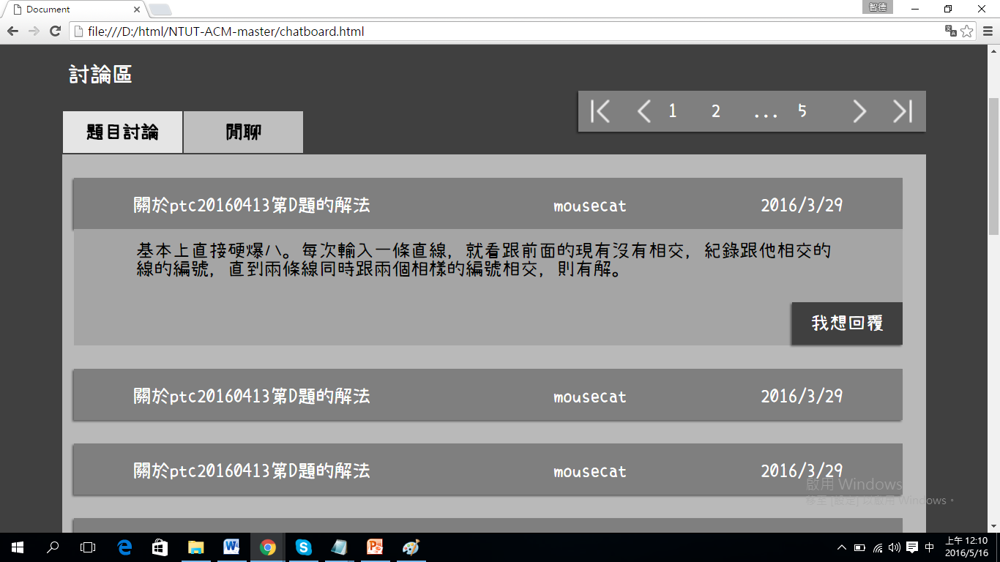 Document
智德
file:///D:/html/NTUT-ACM-master/chatboard.html
討論區
1 2 ... 5
題目討論 閒聊
關於ptc20160413第D題的解法 mousecat 2016/3/29
基本上直接硬爆八。每次輸入一條直線，就看跟前面的現有沒有相交，紀錄跟他相交的
線的編號，直到兩條線同時跟兩個相樣的編號相交，則有解。
我想回覆
關於ptc20160413第D題的解法 mousecat 2016/3/29
關於ptc20160413第D題的解法 mousecat 2016/3/29
啟用 Windows
移至 [設定] 以啟用 Windows。
中
上午 12:10
2016/5/16